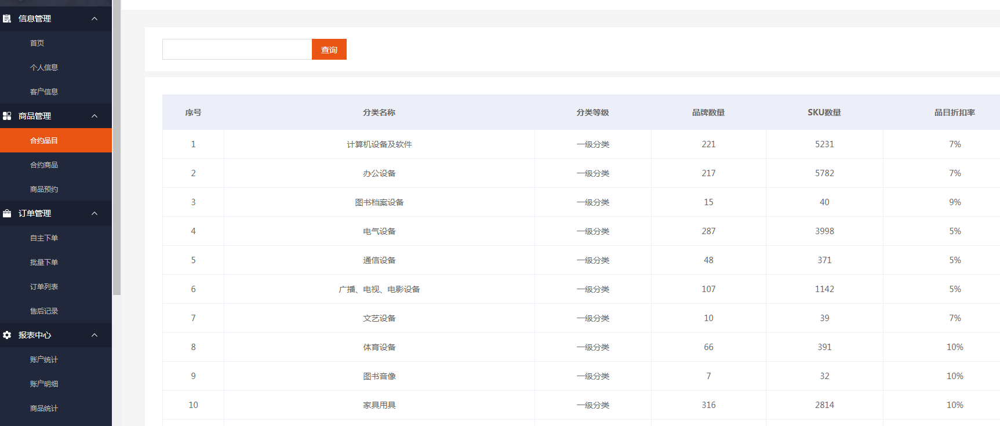 信息管理
首页
个人信息
客户信息
商品管理
合约品目
合约商品
商品预约
订单管理
自主下单
批量下单
订单列表
售后记录
报表中心
账户统计
账户明细
商品统计
查询
序号 分类名称 分类等级 品牌数量 SKU数量 品目折扣率
1 计算机设备及软件 一级分类 221 5231 7%
2 办公设备 一级分类 217 5782 7%
3 图书档案设备 一级分类 15 40 9%
4 电气设备 一级分类 287 3998 5%
5 通信设备 一级分类 48 371 5%
6 广播、电视、电影设备 一级分类 107 1142 5%
7 文艺设备 一级分类 10 39 7%
8 体育设备 一级分类 66 391 10%
9 图书音像 一级分类 7 32 10%
10 家具用具 一级分类 316 2814 10%